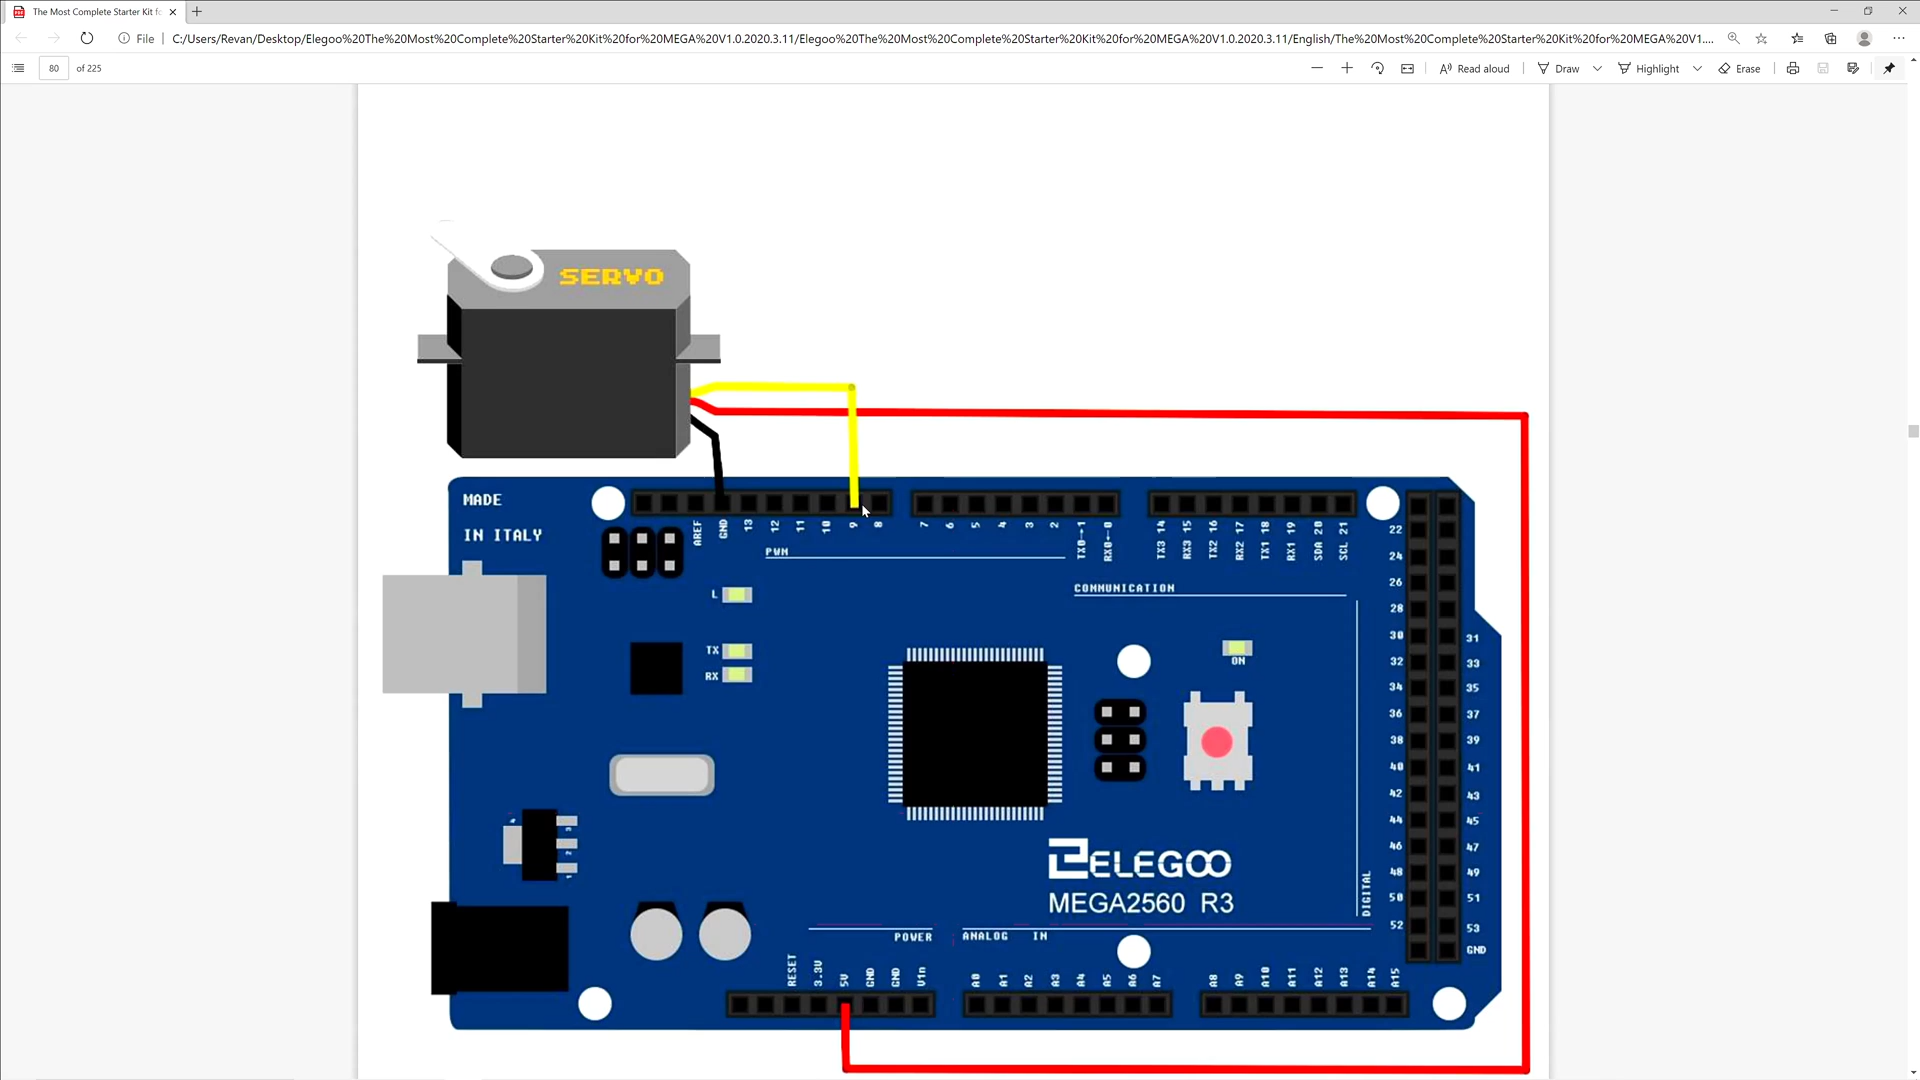 The Most Complete Starter Kit fo
File
C:/Users/Revan/Desktop/Elegoo%20The%20Most%20Complete%20Starter%20Kit%20for%20MEGA%20V1.0.2020.3.11/Elegoo%20The%20Most%20Complete%20Starter%20Kit%20for%20MEGA%20V1.0.2020.3.11/English/The%20Most%20Complete%20Starter%20Kit%20for%20MEGA%20V1....
80 of 225
Read aloud
Draw
Highlight
Erase
SERVO
MADE
IN ITALY
AREF GND 13 12 11 10 9 8 7 6 5 4 3 2 TX0→1 RX0←0 TX3 14 RX3 15 TX2 16 RX2 17 TX1 18 RX1 19 SDA 20 SCL 21
PWM
COMMUNICATION
L
TX
RX
ON
22
24
26
28
30 31
32 33
34 35
36 37
38 39
40 41
42 43
44 45
46 47
48 49
50 51
52 53
GND
DIGITAL
4 3 2 1
ELEGOO
MEGA2560 R3
POWER
ANALOG IN
RESET 3.3V 5V GND GND Vin A0 A1 A2 A3 A4 A5 A6 A7 A8 A9 A10 A11 A12 A13 A14 A15